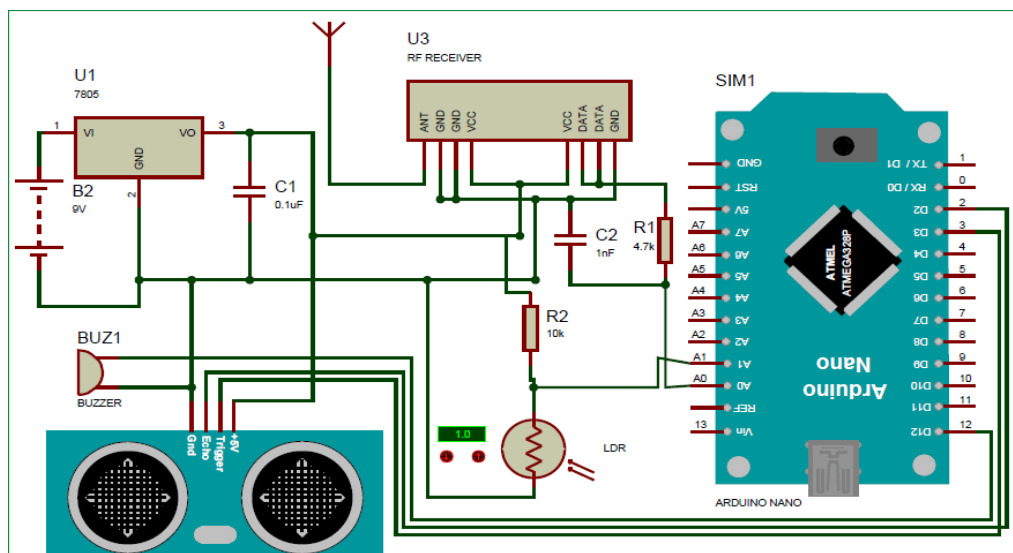 U1
7805
1
VI
VO
3
GND
2
B2
9V
C1
0.1uF
U3
RF RECEIVER
ANT
GND
GND
VCC
VCC
DATA
DATA
GND
C2
1nF
R1
4.7k
R2
10k
BUZ1
BUZZER
Gnd
Echo
Trigger
+5V
1.0
LDR
SIM1
GND
RST
5V
A7
A7
A6
A6
A5
A5
A4
A4
A3
A3
A2
A2
A1
A1
A0
A0
REF
13
Vin
TX / D1
1
RX / D0
0
D2
2
D3
3
D4
4
D5
5
D6
6
D7
7
D8
8
D9
9
D10
10
D11
11
D12
12
ATMEL
ATMEGA328P
Arduino
Nano
ARDUINO NANO